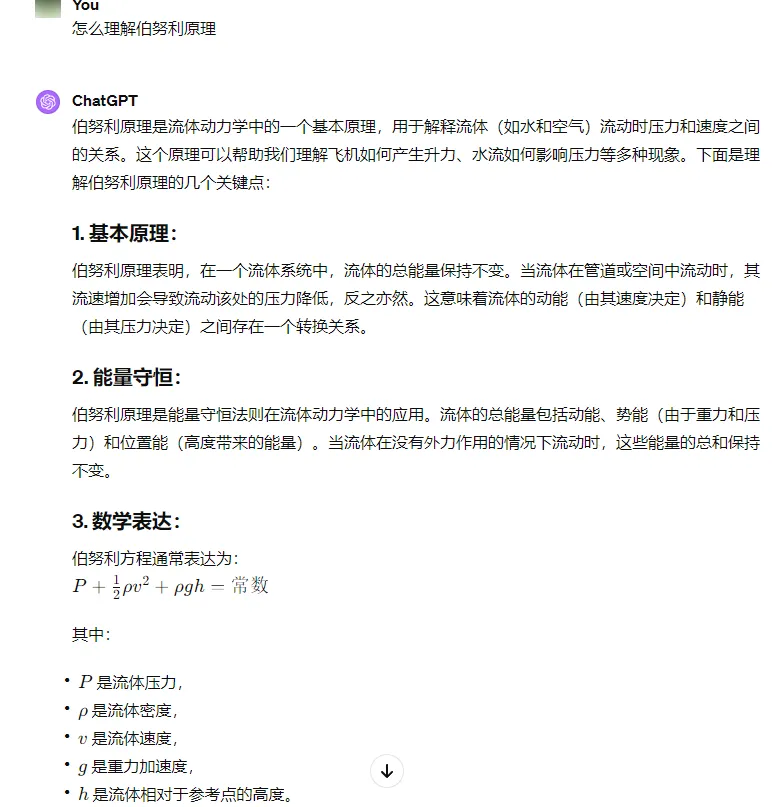 You
怎么理解伯努利原理
ChatGPT
伯努利原理是流体动力学中的一个基本原理，用于解释流体（如水和空气）流动时压力和速度之间
的关系。这个原理可以帮助我们理解飞机如何产生升力、水流如何影响压力等多种现象。下面是理
解伯努利原理的几个关键点：
1. 基本原理：
伯努利原理表明，在一个流体系统中，流体的总能量保持不变。当流体在管道或空间中流动时，其
流速增加会导致流动该处的压力降低，反之亦然。这意味着流体的动能（由其速度决定）和静能
（由其压力决定）之间存在一个转换关系。
2. 能量守恒：
伯努利原理是能量守恒法则在流体动力学中的应用。流体的总能量包括动能、势能（由于重力和压
力）和位置能（高度带来的能量）。当流体在没有外力作用的情况下流动时，这些能量的总和保持
不变。
3. 数学表达：
伯努利方程通常表达为：
P + 1/2 ρv² + ρgh = 常数
其中：
• P 是流体压力，
• ρ 是流体密度，
• v 是流体速度，
• g 是重力加速度，
• h 是流体相对于参考点的高度。